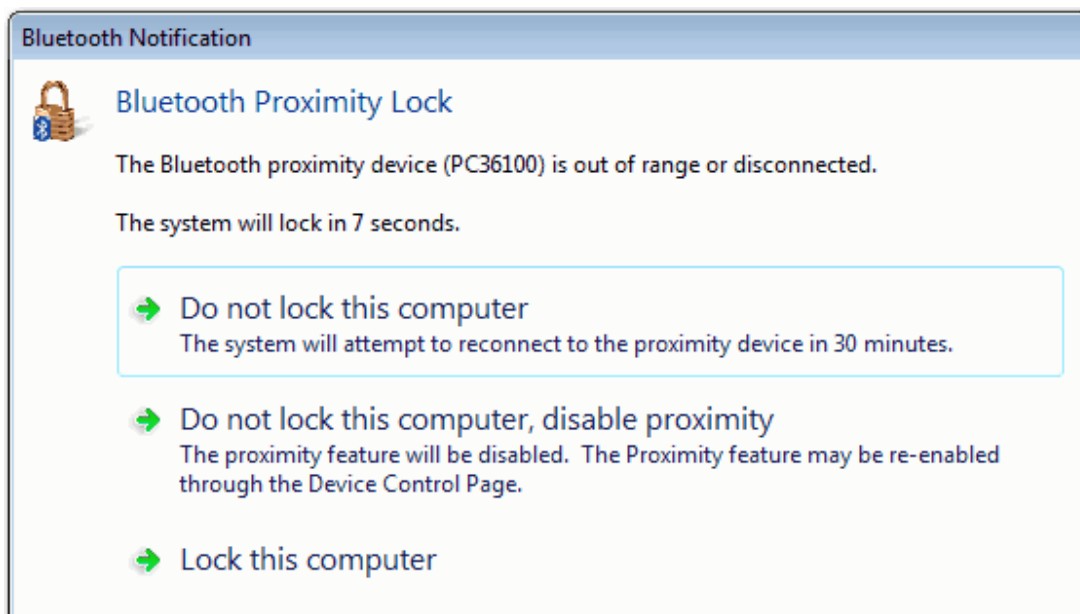 Bluetooth Notification
Bluetooth Proximity Lock
The Bluetooth proximity device (PC36100) is out of range or disconnected.
The system will lock in 7 seconds.
Do not lock this computer
The system will attempt to reconnect to the proximity device in 30 minutes.
Do not lock this computer, disable proximity
The proximity feature will be disabled.  The Proximity feature may be re-enabled
through the Device Control Page.
Lock this computer